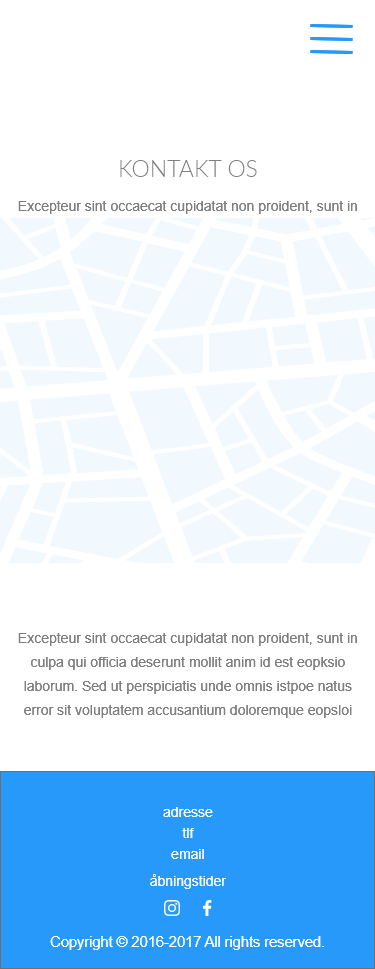 KONTAKT OS
Excepteur sint occaecat cupidatat non proident, sunt in
Excepteur sint occaecat cupidatat non proident, sunt in
culpa qui officia deserunt mollit anim id est eopksio
laborum. Sed ut perspiciatis unde omnis istpoe natus
error sit voluptatem accusantium doloremque eopsloi
adresse
tlf
email
åbningstider
Copyright © 2016-2017 All rights reserved.